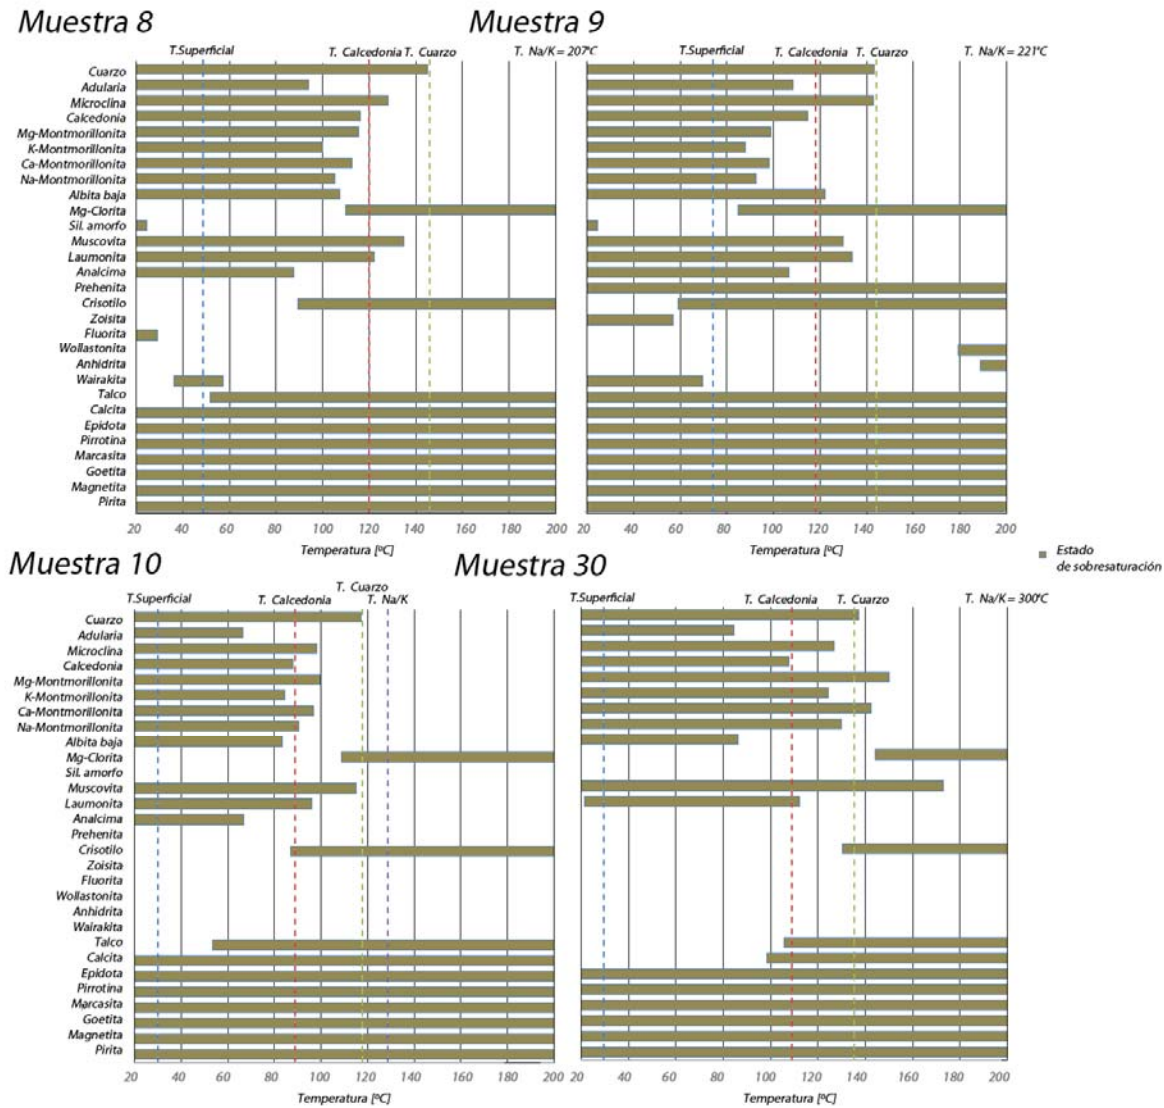 Muestra 8
Muestra 9
T.Superficial
T. Calcedonia
T. Cuarzo
T. Na/K = 207ºC
T.Superficial
T. Calcedonia
T. Cuarzo
T. Na/K = 221ºC
Cuarzo
Adularia
Microclina
Calcedonia
Mg-Montmorillonita
K-Montmorillonita
Ca-Montmorillonita
Na-Montmorillonita
Albita baja
Mg-Clorita
Sil. amorfo
Muscovita
Laumonita
Analcima
Prehenita
Crisotilo
Zoisita
Fluorita
Wollastonita
Anhidrita
Wairakita
Talco
Calcita
Epidota
Pirrotina
Marcasita
Goetita
Magnetita
Pirita
20 40 60 80 100 120 140 160 180 200
Temperatura [ºC]
20 40 60 80 100 120 140 160 180 200
Temperatura [ºC]
Muestra 10
Muestra 30
Estado
de sobresaturación
T.Superficial
T. Calcedonia
T. Cuarzo
T. Na/K
T.Superficial
T. Calcedonia
T. Cuarzo
T. Na/K = 300ºC
Cuarzo
Adularia
Microclina
Calcedonia
Mg-Montmorillonita
K-Montmorillonita
Ca-Montmorillonita
Na-Montmorillonita
Albita baja
Mg-Clorita
Sil. amorfo
Muscovita
Laumonita
Analcima
Prehenita
Crisotilo
Zoisita
Fluorita
Wollastonita
Anhidrita
Wairakita
Talco
Calcita
Epidota
Pirrotina
Marcasita
Goetita
Magnetita
Pirita
20 40 60 80 100 120 140 160 180 200
Temperatura [ºC]
20 40 60 80 100 120 140 160 180 200
Temperatura [ºC]